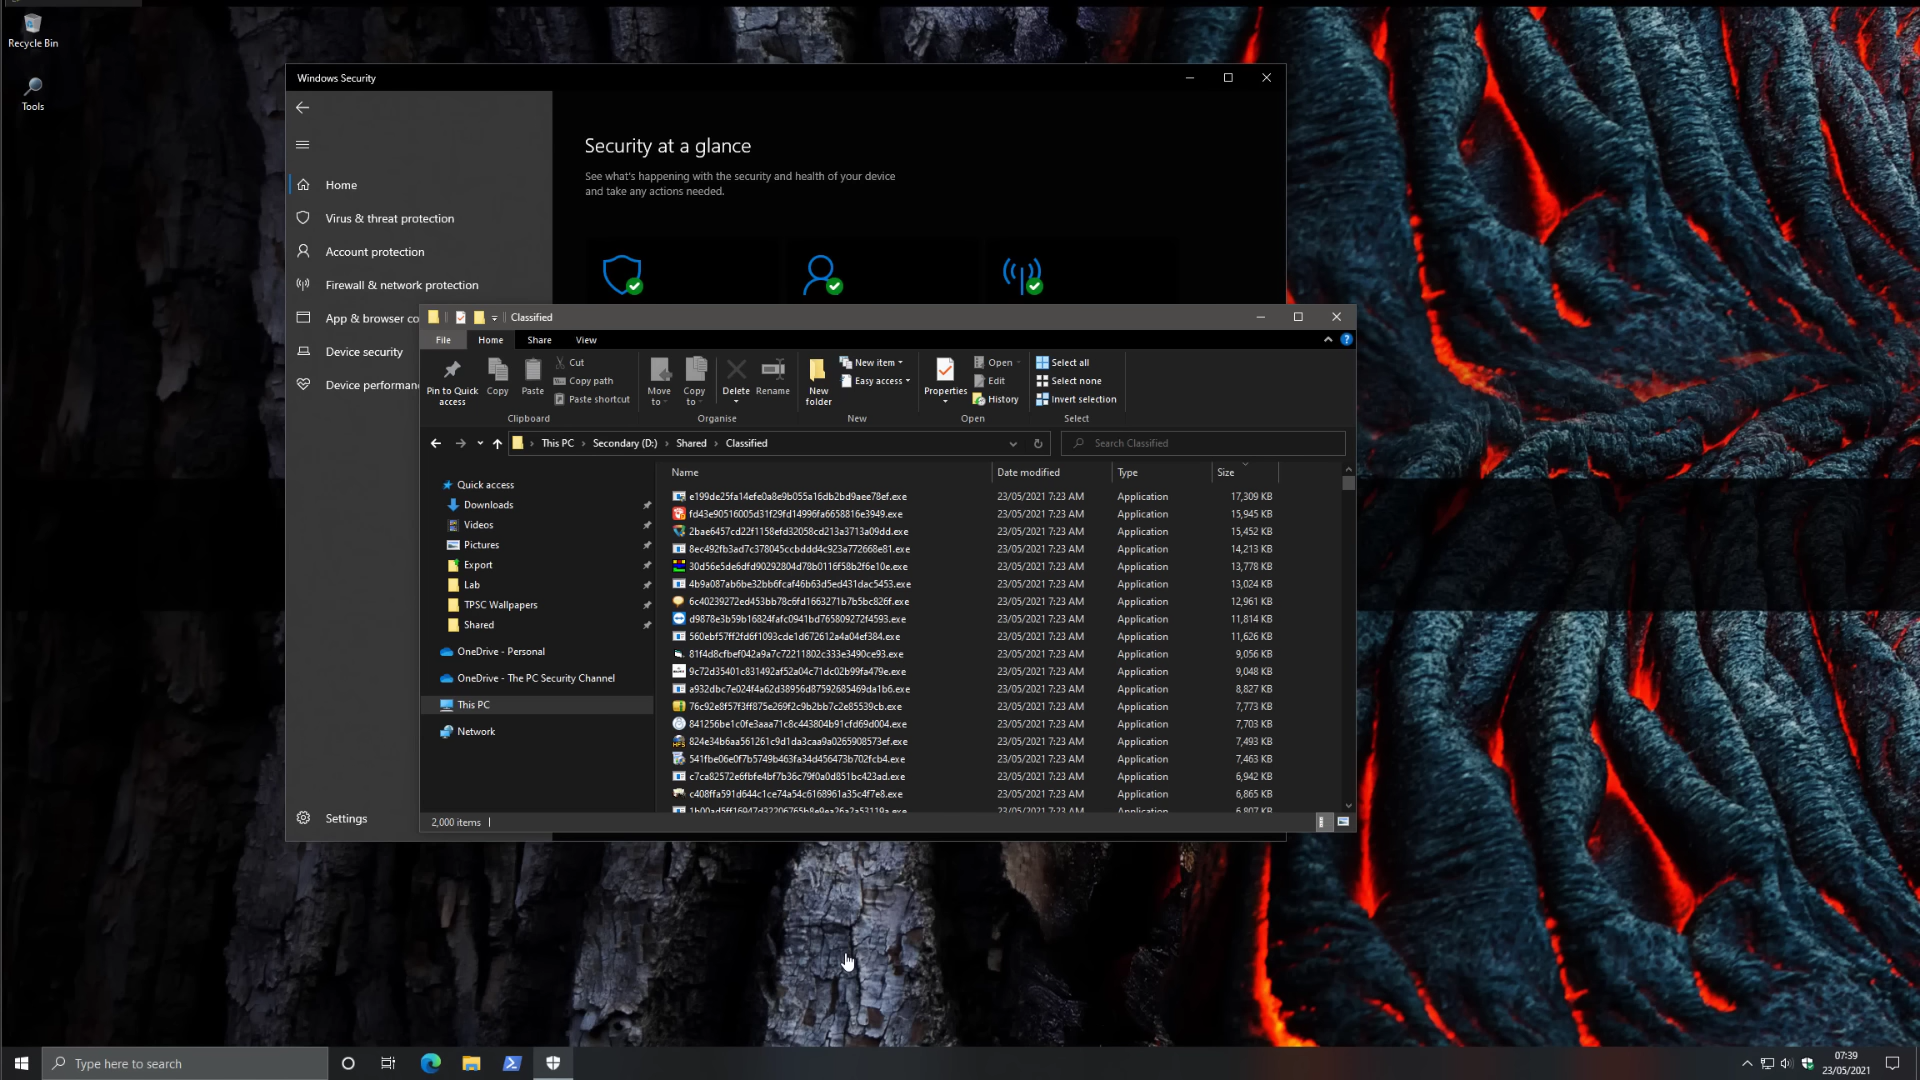 Recycle Bin
Tools
Windows Security
Home
Virus & threat protection
Account protection
Firewall & network protection
App & browser co
Device security
Device performan
Settings
Security at a glance
See what's happening with the security and health of your device
and take any actions needed.
Classified
File Home Share View
Pin to Quick access
Copy
Paste
Cut
Copy path
Paste shortcut
Clipboard
Move to
Copy to
Delete
Rename
Organise
New folder
New item
Easy access
New
Properties
Open
Edit
History
Open
Select all
Select none
Invert selection
Select
This PC › Secondary (D:) › Shared › Classified
Search Classified
Quick access
Downloads
Videos
Pictures
Export
Lab
TPSC Wallpapers
Shared
OneDrive - Personal
OneDrive - The PC Security Channel
This PC
Network
Name Date modified Type Size
e199de25fa14efe0a8e9b055a16db2bd9aee78ef.exe 23/05/2021 7:23 AM Application 17,309 KB
fd43e90516005d31f29fd14996fa6658816e3949.exe 23/05/2021 7:23 AM Application 15,945 KB
2bae6457cd22f1158efd32058cd213a3713a09dd.exe 23/05/2021 7:23 AM Application 15,452 KB
8ec492fb3ad7c378045ccbddd4c923a772668e81.exe 23/05/2021 7:23 AM Application 14,213 KB
30d56e5de6dfd90292804d78b0116f58b2f6e10e.exe 23/05/2021 7:23 AM Application 13,778 KB
4b9a087ab6be32bb6fcaf46b63d5ed431dac5453.exe 23/05/2021 7:23 AM Application 13,024 KB
6c40239272ed453bb78c6fd1663271b7b5bc826f.exe 23/05/2021 7:23 AM Application 12,961 KB
d9878e3b59b16824fafc0941bd765809272f4593.exe 23/05/2021 7:23 AM Application 11,814 KB
560ebf57ff2fd6f1093cde1d672612a4a04ef384.exe 23/05/2021 7:23 AM Application 11,626 KB
81f4d8cfbef042a9a7c72211802c333e3490ce93.exe 23/05/2021 7:23 AM Application 9,056 KB
9c72d35401c831492af52a04c71dc02b99fa479e.exe 23/05/2021 7:23 AM Application 9,048 KB
a932dbc7e024f4a62d38956d87592685469da1b6.exe 23/05/2021 7:23 AM Application 8,827 KB
76c92e8f57f3ff875e269f2c9b2bb7c2e85539cb.exe 23/05/2021 7:23 AM Application 7,773 KB
841256be1c0fe3aaa71c8c443804b91cfd69d004.exe 23/05/2021 7:23 AM Application 7,703 KB
824e34b6aa561261c9d1da3caa9a0265908573ef.exe 23/05/2021 7:23 AM Application 7,493 KB
541fbe06e0f7b5749b463fa34d456473b702fcb4.exe 23/05/2021 7:23 AM Application 7,463 KB
c7ca82572e6fbfe4bf7b36c79f0a0d851bc423ad.exe 23/05/2021 7:23 AM Application 6,942 KB
c408ffa591d644c1ce74a54c6168961a35c4f7e8.exe 23/05/2021 7:23 AM Application 6,865 KB
23/05/2021 7:23 AM Application 6,807 KB
2,000 items
Type here to search
07:39
23/05/2021